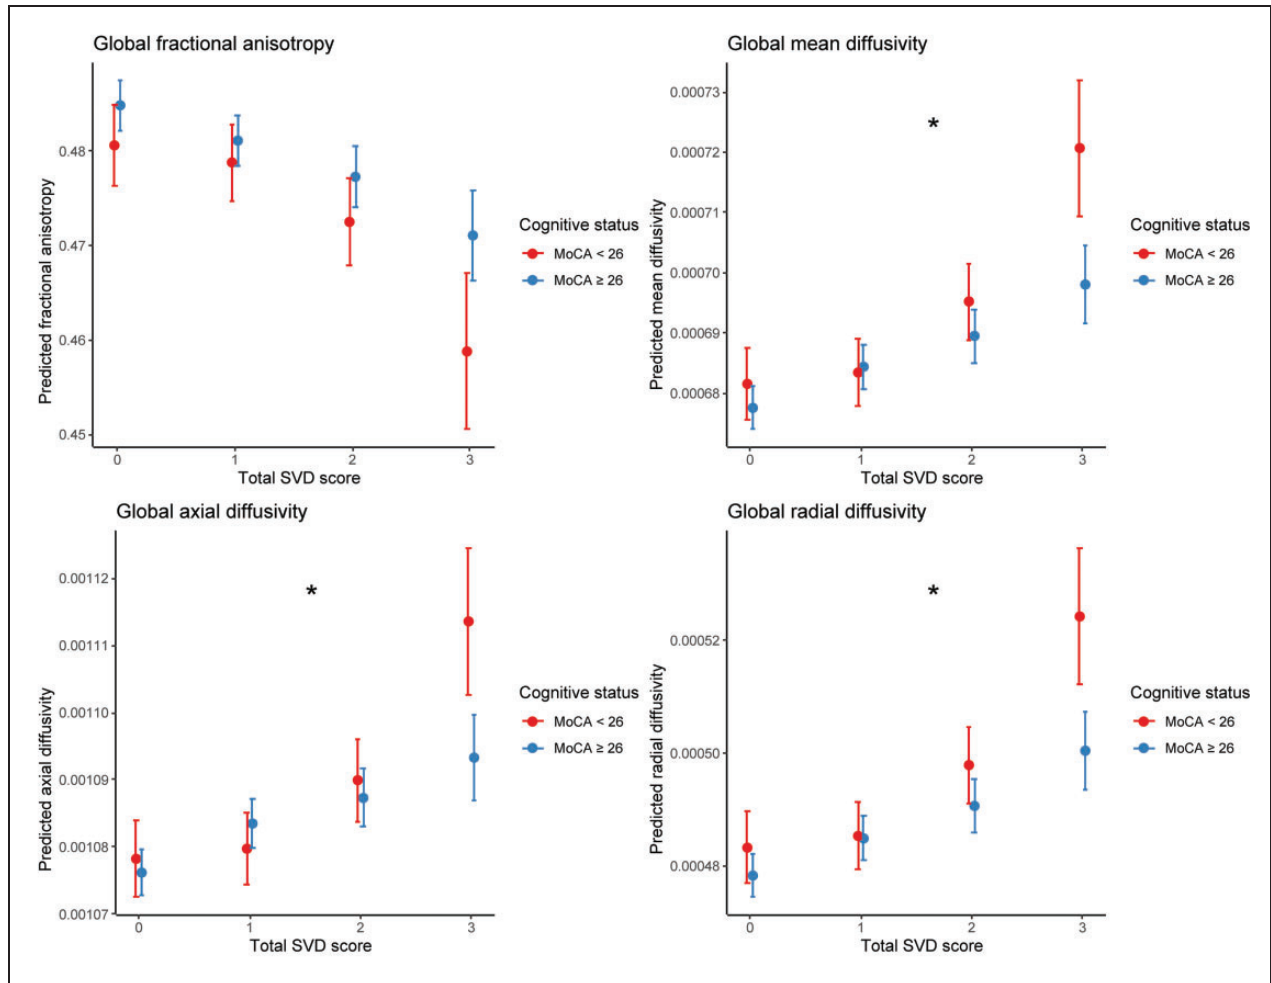 Global fractional anisotropy
Predicted fractional anisotropy
0.48
0.47
0.46
0.45
0 1 2 3
Total SVD score
Cognitive status
MoCA < 26
MoCA ≥ 26
Global mean diffusivity
*
Predicted mean diffusivity
0.00073
0.00072
0.00071
0.00070
0.00069
0.00068
0 1 2 3
Total SVD score
Cognitive status
MoCA < 26
MoCA ≥ 26
Global axial diffusivity
*
Predicted axial diffusivity
0.00112
0.00111
0.00110
0.00109
0.00108
0.00107
0 1 2 3
Total SVD score
Cognitive status
MoCA < 26
MoCA ≥ 26
Global radial diffusivity
*
Predicted radial diffusivity
0.00052
0.00050
0.00048
0 1 2 3
Total SVD score
Cognitive status
MoCA < 26
MoCA ≥ 26